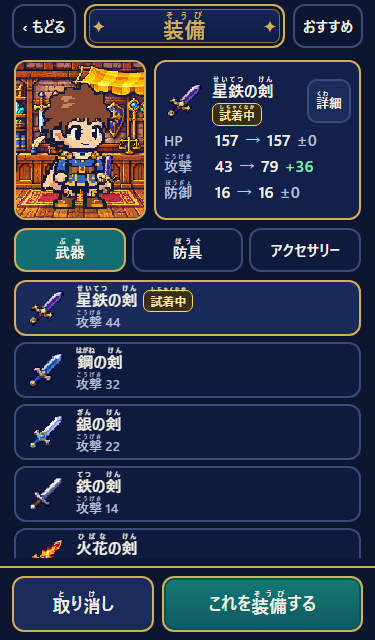 ‹ もどる
装備
そうび
おすすめ
星鉄の剣
せいてつ けん
試着中
しちゃくなか
詳細
くわ
HP 157 → 157 ±0
攻撃 43 → 79 +36
こうげき
防御 16 → 16 ±0
ぼうぎょ
武器
ぶき
防具
ぼうぐ
アクセサリー
星鉄の剣 試着中
せいてつ けん しちゃくなか
攻撃 44
こうげき
鋼の剣
はがね けん
攻撃 32
こうげき
銀の剣
ぎん けん
攻撃 22
こうげき
鉄の剣
てつ けん
攻撃 14
こうげき
火花の剣
ひばな けん
取り消し
と け
これを装備する
そうび